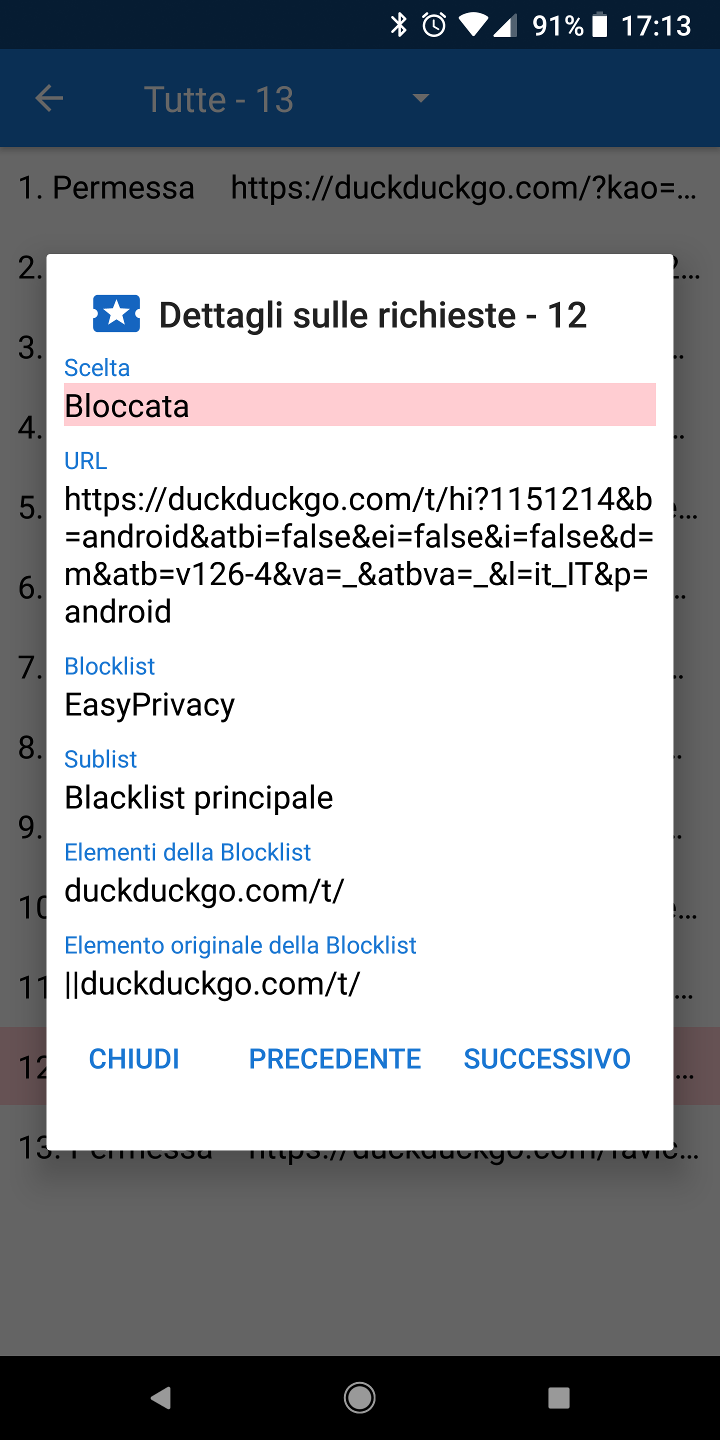 91% 17:13
Tutte - 13
1. Permessa https://duckduckgo.com/?kao=...
2.
3.
4.
5.
6.
7.
8.
9.
10
11
12
13. Permessa https://duckduckgo.com/favic...
Dettagli sulle richieste - 12
Scelta
Bloccata
URL
https://duckduckgo.com/t/hi?1151214&b
=android&atbi=false&ei=false&i=false&d=
m&atb=v126-4&va=_&atbva=_&l=it_IT&p=
android
Blocklist
EasyPrivacy
Sublist
Blacklist principale
Elementi della Blocklist
duckduckgo.com/t/
Elemento originale della Blocklist
||duckduckgo.com/t/
CHIUDI PRECEDENTE SUCCESSIVO